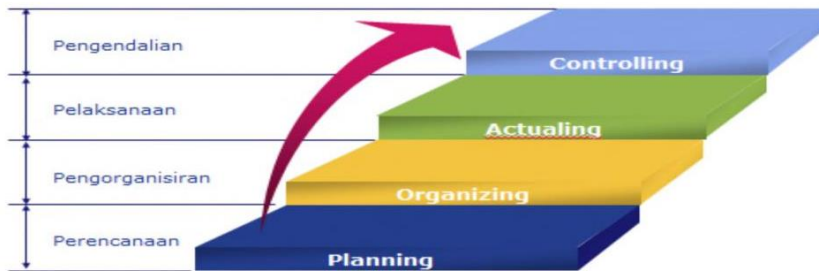 Pengendalian
Controlling
Pelaksanaan
Actualing
Pengorganisiran
Organizing
Perencanaan
Planning